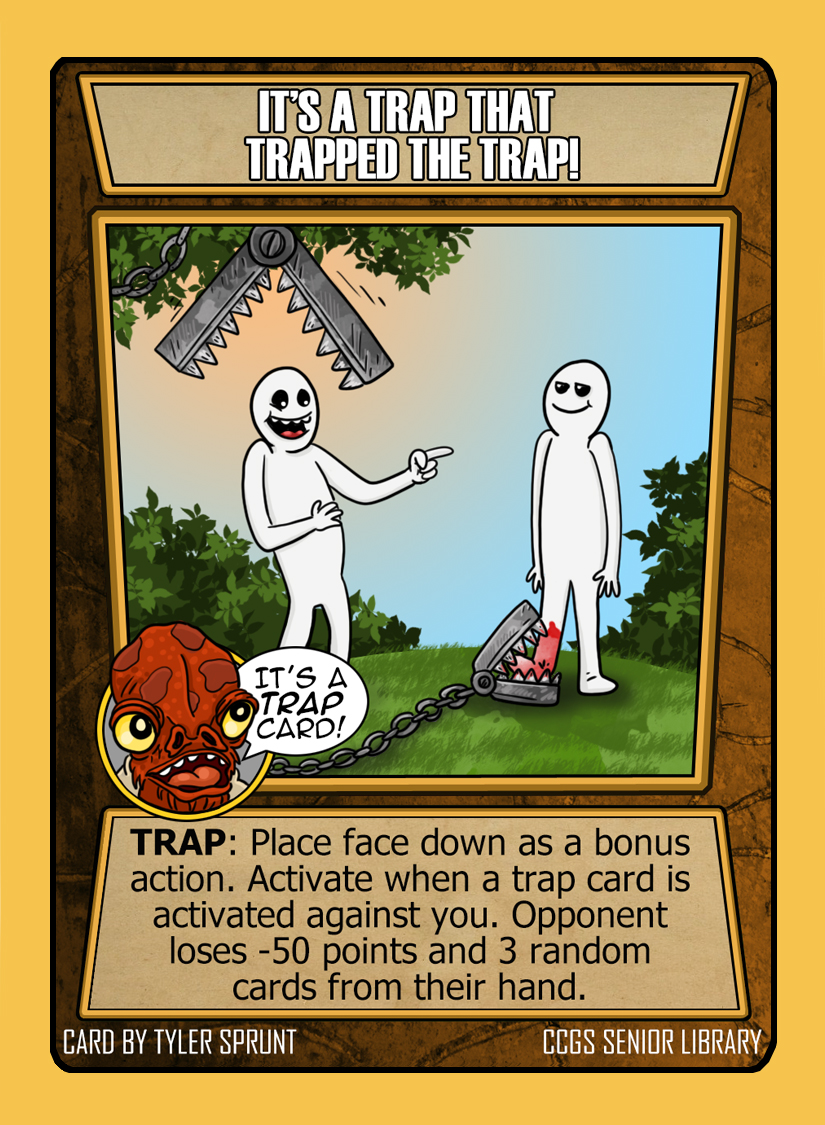 IT'S A TRAP THAT
TRAPPED THE TRAP!
IT'S A
TRAP
CARD!
TRAP: Place face down as a bonus
action. Activate when a trap card is
activated against you. Opponent
loses -50 points and 3 random
cards from their hand.
CARD BY TYLER SPRUNT
CCGS SENIOR LIBRARY